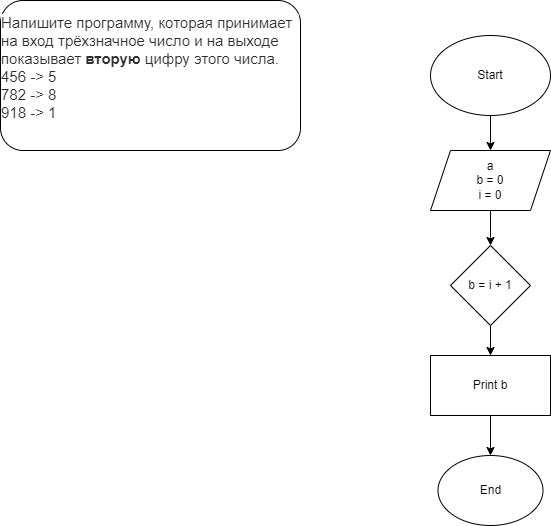 Напишите программу, которая принимает
на вход трёхзначное число и на выходе
показывает вторую цифру этого числа.
456 -> 5
782 -> 8
918 -> 1
Start
a
b = 0
i = 0
b = i + 1
Print b
End